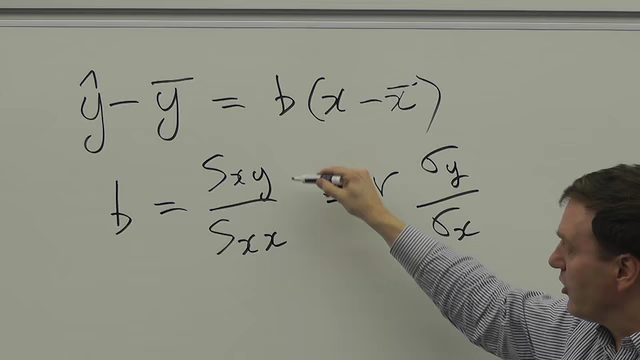 ŷ − ȳ = b(x − x̄)
b = Sxy / Sxx = r σy / σx